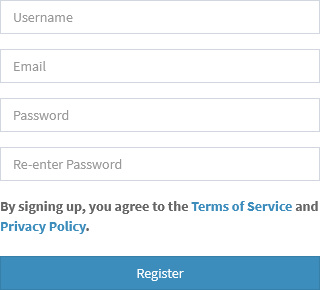 Username
Email
Password
Re-enter Password
By signing up, you agree to the Terms of Service and
Privacy Policy.
Register